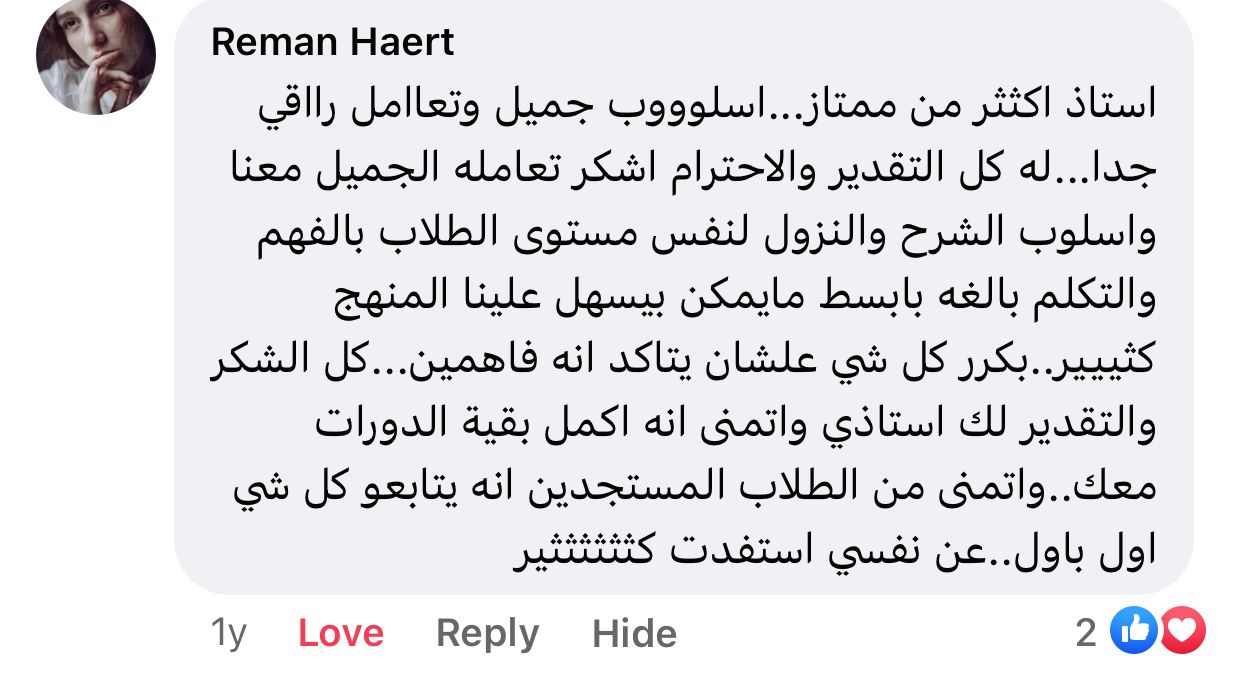 Reman Haert
استاذ اكثثر من ممتاز...اسلوووب جميل وتعاامل رااقي
جدا...له كل التقدير والاحترام اشكر تعامله الجميل معنا
واسلوب الشرح والنزول لنفس مستوى الطلاب بالفهم
والتكلم بالغه بابسط مايمكن بيسهل علينا المنهج
كثيييير..بكرر كل شي علشان يتاكد انه فاهمين...كل الشكر
والتقدير لك استاذي واتمنى انه اكمل بقية الدورات
معك..واتمنى من الطلاب المستجدين انه يتابعو كل شي
اول باول..عن نفسي استفدت كثثثثثثير
1y Love Reply Hide 2